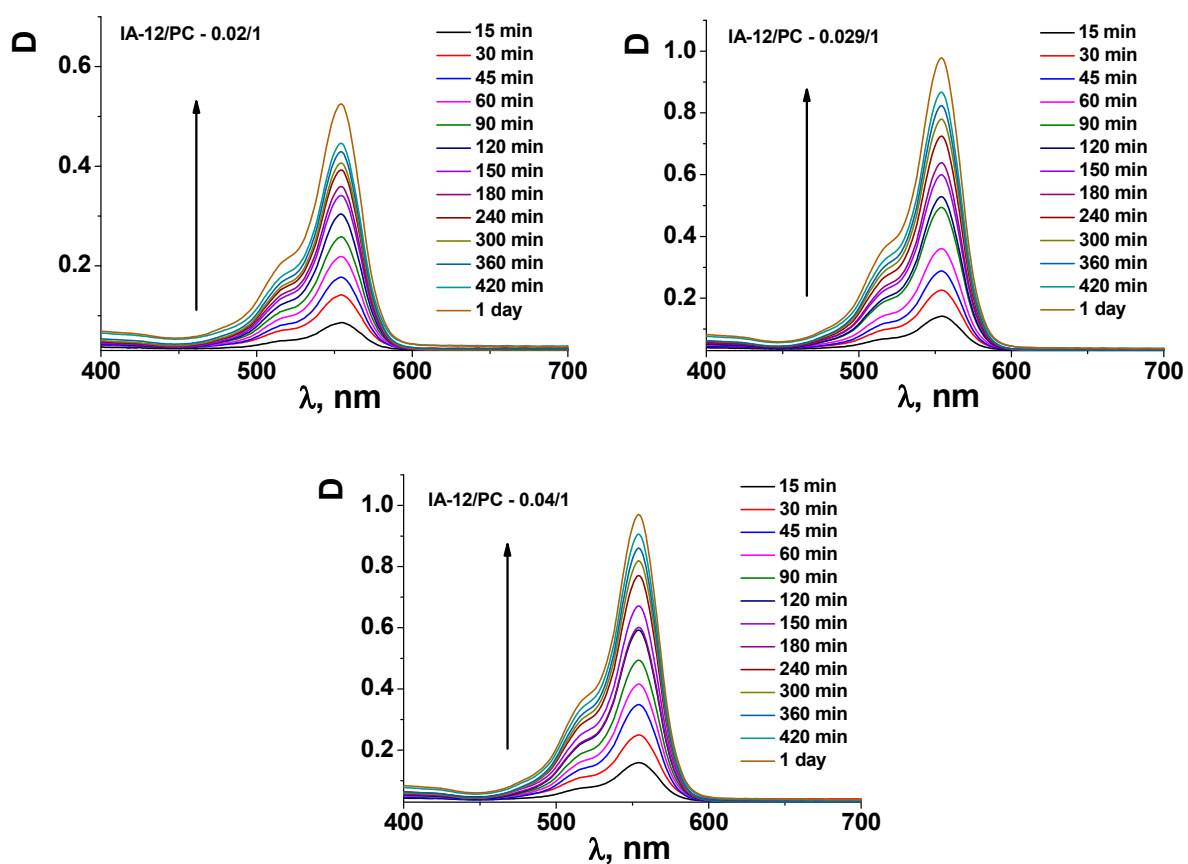 D
IA-12/PC - 0.02/1
15 min
30 min
45 min
60 min
90 min
120 min
150 min
180 min
240 min
300 min
360 min
420 min
1 day
0.6
0.4
0.2
400
500
600
700
λ, nm
D
IA-12/PC - 0.029/1
15 min
30 min
45 min
60 min
90 min
120 min
150 min
180 min
240 min
300 min
360 min
420 min
1 day
1.0
0.8
0.6
0.4
0.2
400
500
600
700
λ, nm
D
IA-12/PC - 0.04/1
15 min
30 min
45 min
60 min
90 min
120 min
150 min
180 min
240 min
300 min
360 min
420 min
1 day
1.0
0.8
0.6
0.4
0.2
400
500
600
700
λ, nm